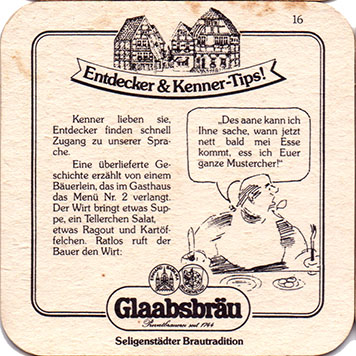 16
Entdecker & Kenner-Tips!
Kenner lieben sie,
Entdecker finden schnell
Zugang zu unserer Spra-
che.
Eine überlieferte Ge-
schichte erzählt von einem
Bäuerlein, das im Gasthaus
das Menü Nr. 2 verlangt.
Der Wirt bringt etwas Sup-
pe, ein Tellerchen Salat,
etwas Ragout und Kartöf-
felchen. Ratlos ruft der
Bauer den Wirt:
„Des aane kann ich
Ihne sache, wann jetzt
nett bald mei Esse
kommt, ess ich Euer
ganze Mustercher!"
Glaabsbräu
Privatbrauerei seit 1744
Seligenstädter Brautradition